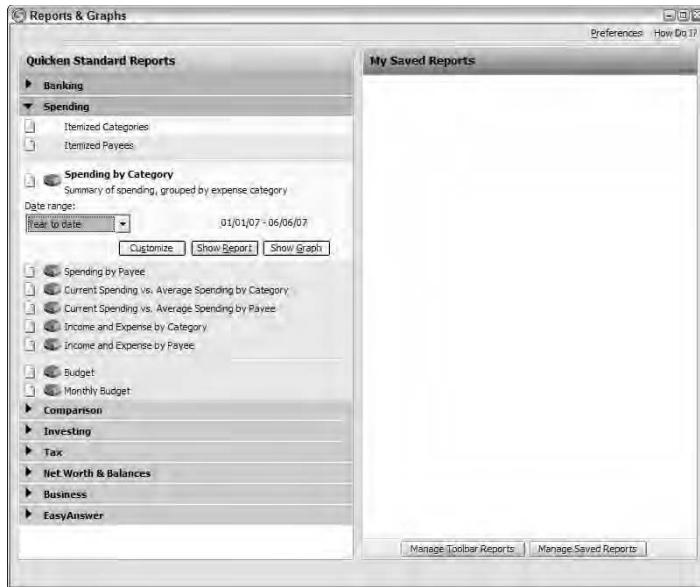 Reports & Graphs
Preferences How Do I?
Quicken Standard Reports
Banking
Spending
Itemized Categories
Itemized Payees
Spending by Category
Summary of spending, grouped by expense category
Date range:
Year to date 01/01/07 - 06/06/07
Customize Show Report Show Graph
Spending by Payee
Current Spending vs. Average Spending by Category
Current Spending vs. Average Spending by Payee
Income and Expense by Category
Income and Expense by Payee
Budget
Monthly Budget
Comparison
Investing
Tax
Net Worth & Balances
Business
EasyAnswer
My Saved Reports
Manage Toolbar Reports Manage Saved Reports